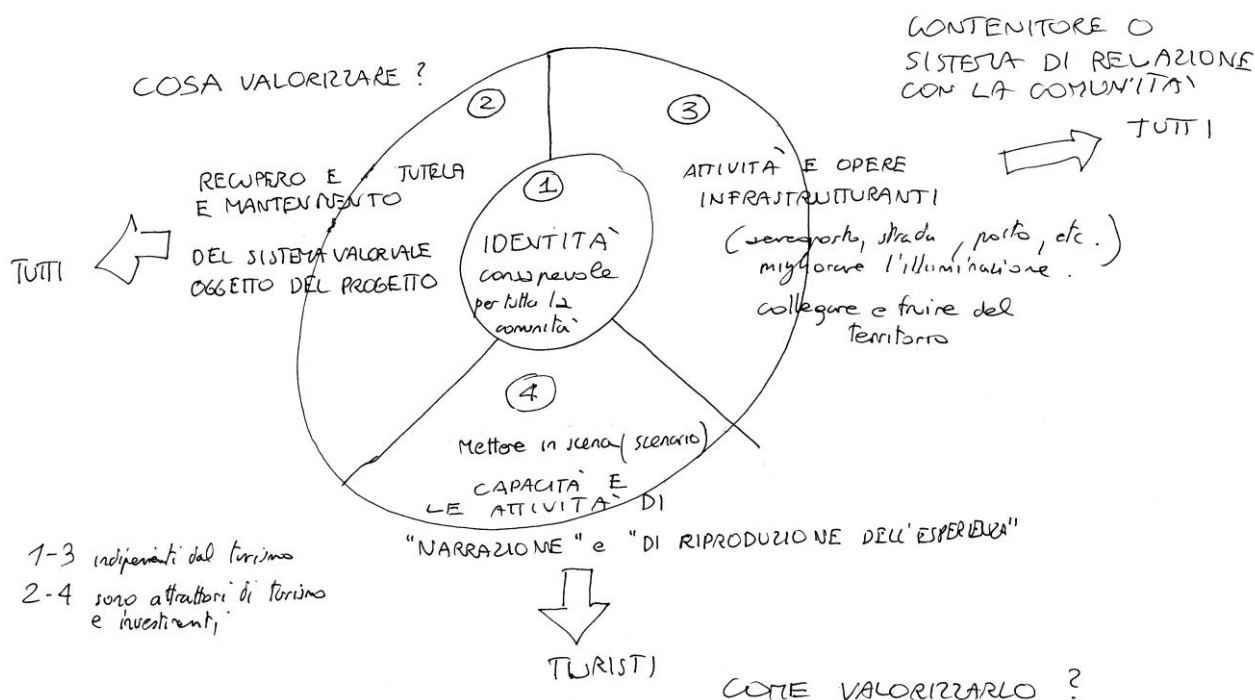 COSA VALORIZZARE ?
CONTENITORE O
SISTEMA DI RELAZIONE
CON LA COMUNITÀ
TUTTI
2
RECUPERO E TUTELA
E MANTENIMENTO
DEL SISTEMA VALORIALE
OGGETTO DEL PROGETTO
TUTTI
1
IDENTITÀ
consapevole
per tutta la
comunità
3
ATTIVITÀ E OPERE
INFRASTRUTTURANTI
(aeroporto, strada, porto, etc.)
migliorare l'illuminazione.
collegare e fruire del
territorio
4
Mettere in scena (scenario)
CAPACITÀ E
LE ATTIVITÀ DI
"NARRAZIONE" e "DI RIPRODUZIONE DELL'ESPERIENZA"
TURISTI
1-3 indipendenti dal turismo
2-4 sono attrattori di turismo
e investimenti
COME VALORIZZARLO ?